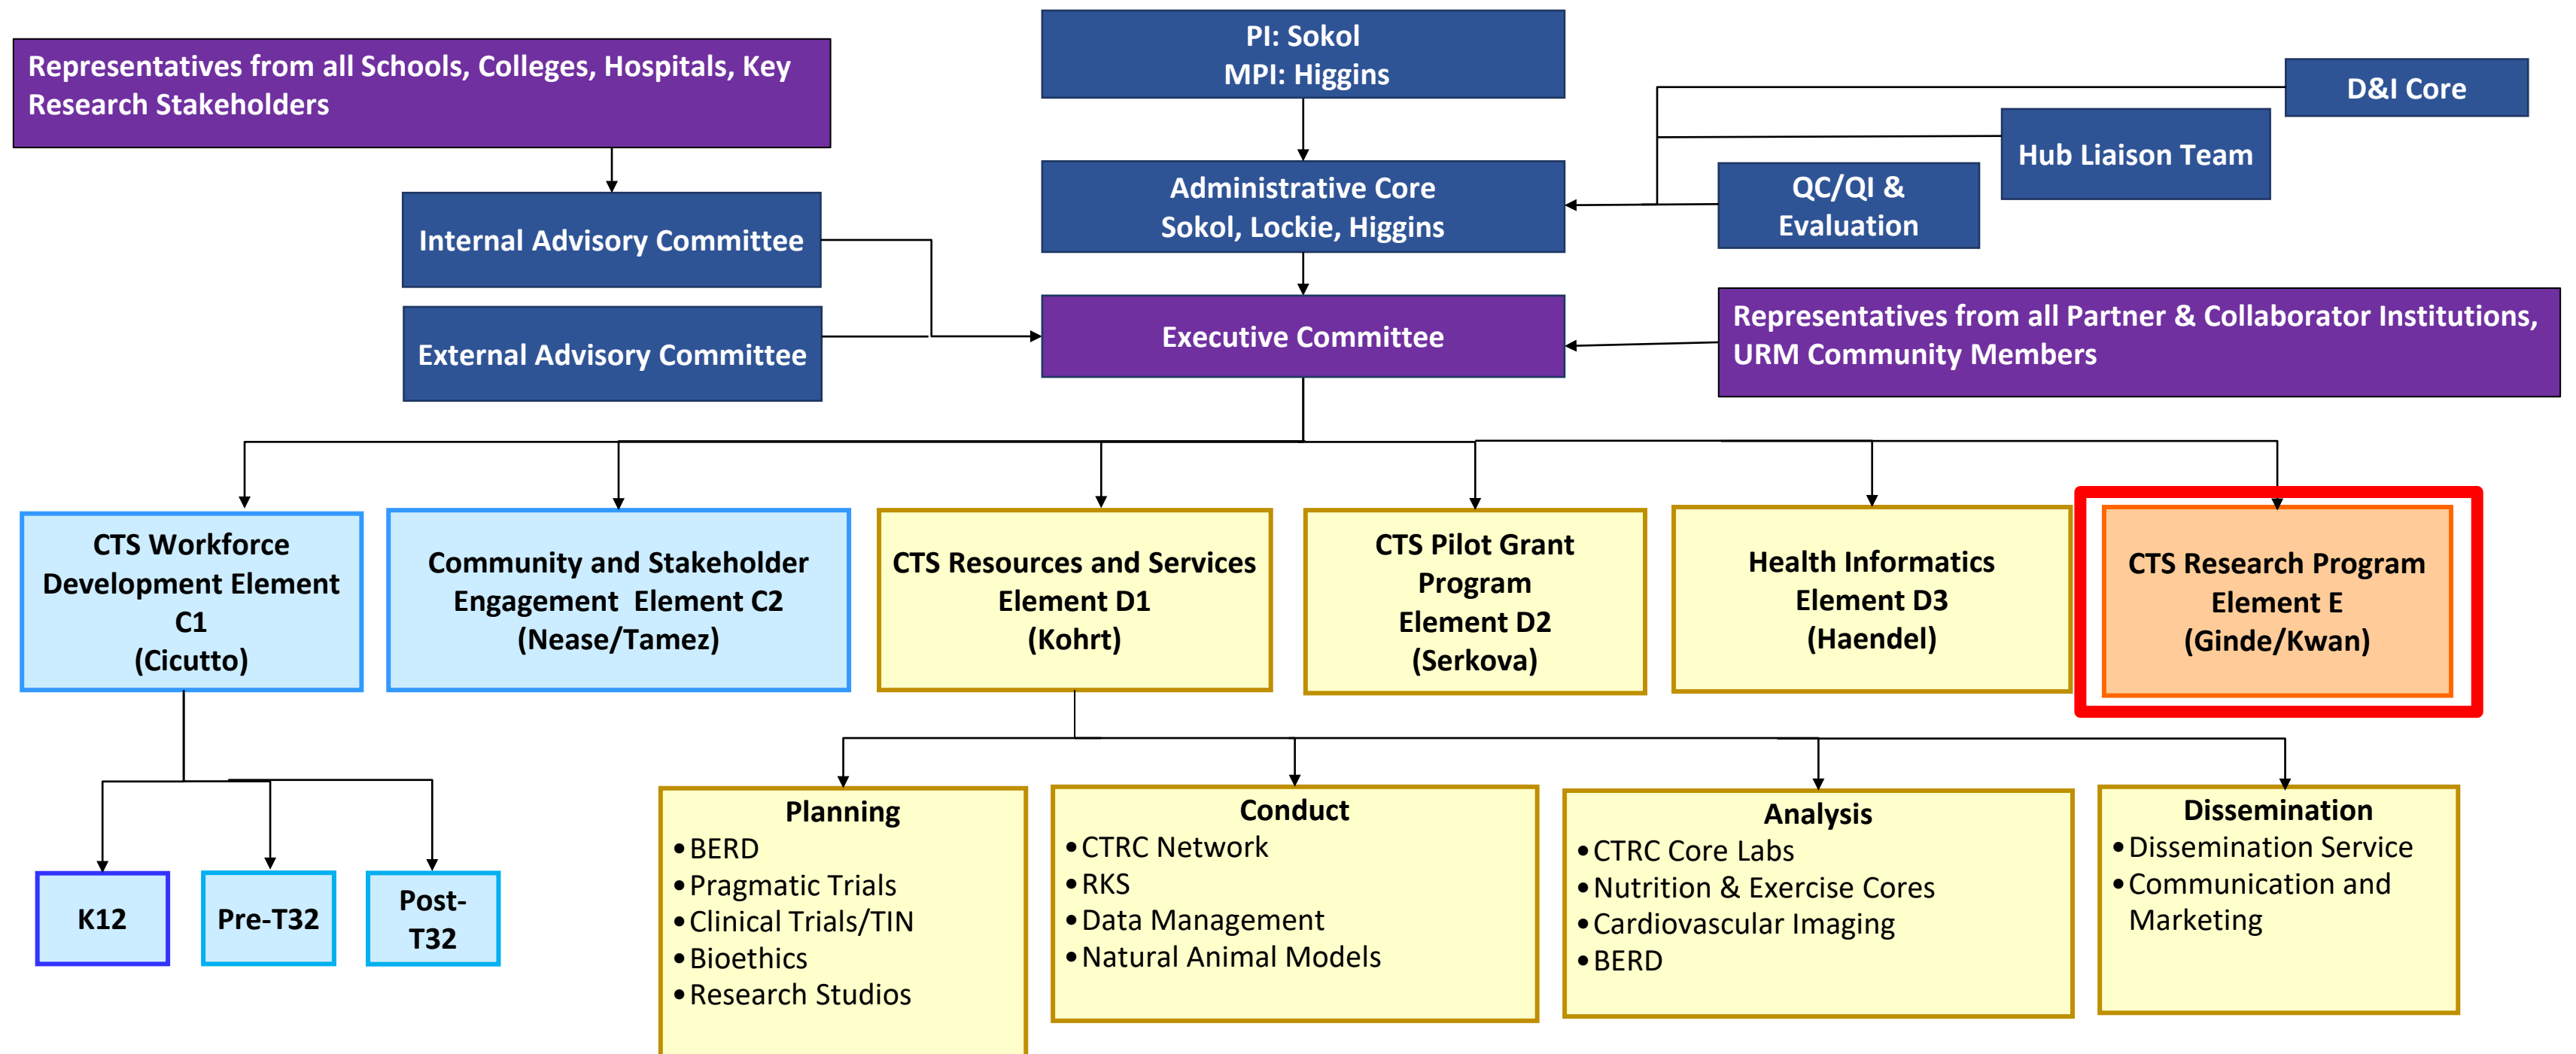 Representatives from all Schools, Colleges, Hospitals, Key
Research Stakeholders
PI: Sokol
MPI: Higgins
D&I Core
Hub Liaison Team
QC/QI &
Evaluation
Administrative Core
Sokol, Lockie, Higgins
Internal Advisory Committee
External Advisory Committee
Executive Committee
Representatives from all Partner & Collaborator Institutions,
URM Community Members
CTS Workforce
Development Element
C1
(Cicutto)
Community and Stakeholder
Engagement Element C2
(Nease/Tamez)
CTS Resources and Services
Element D1
(Kohrt)
CTS Pilot Grant
Program
Element D2
(Serkova)
Health Informatics
Element D3
(Haendel)
CTS Research Program
Element E
(Ginde/Kwan)
K12
Pre-T32
Post-
T32
Planning
•BERD
•Pragmatic Trials
•Clinical Trials/TIN
•Bioethics
•Research Studios
Conduct
•CTRC Network
•RKS
•Data Management
•Natural Animal Models
Analysis
•CTRC Core Labs
•Nutrition & Exercise Cores
•Cardiovascular Imaging
•BERD
Dissemination
•Dissemination Service
•Communication and
Marketing